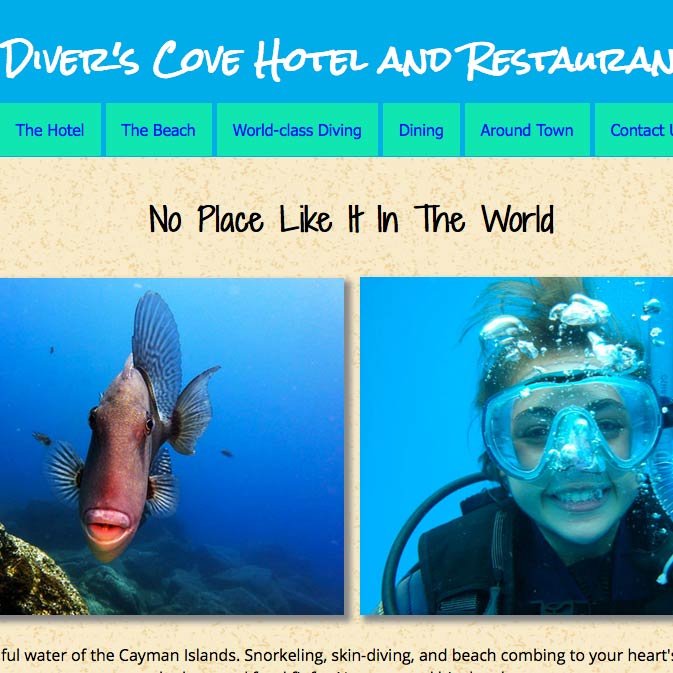 Diver's Cove Hotel and Restauran
The Hotel The Beach World-class Diving Dining Around Town Contact U
No Place Like It In The World
ful water of the Cayman Islands. Snorkeling, skin-diving, and beach combing to your heart's